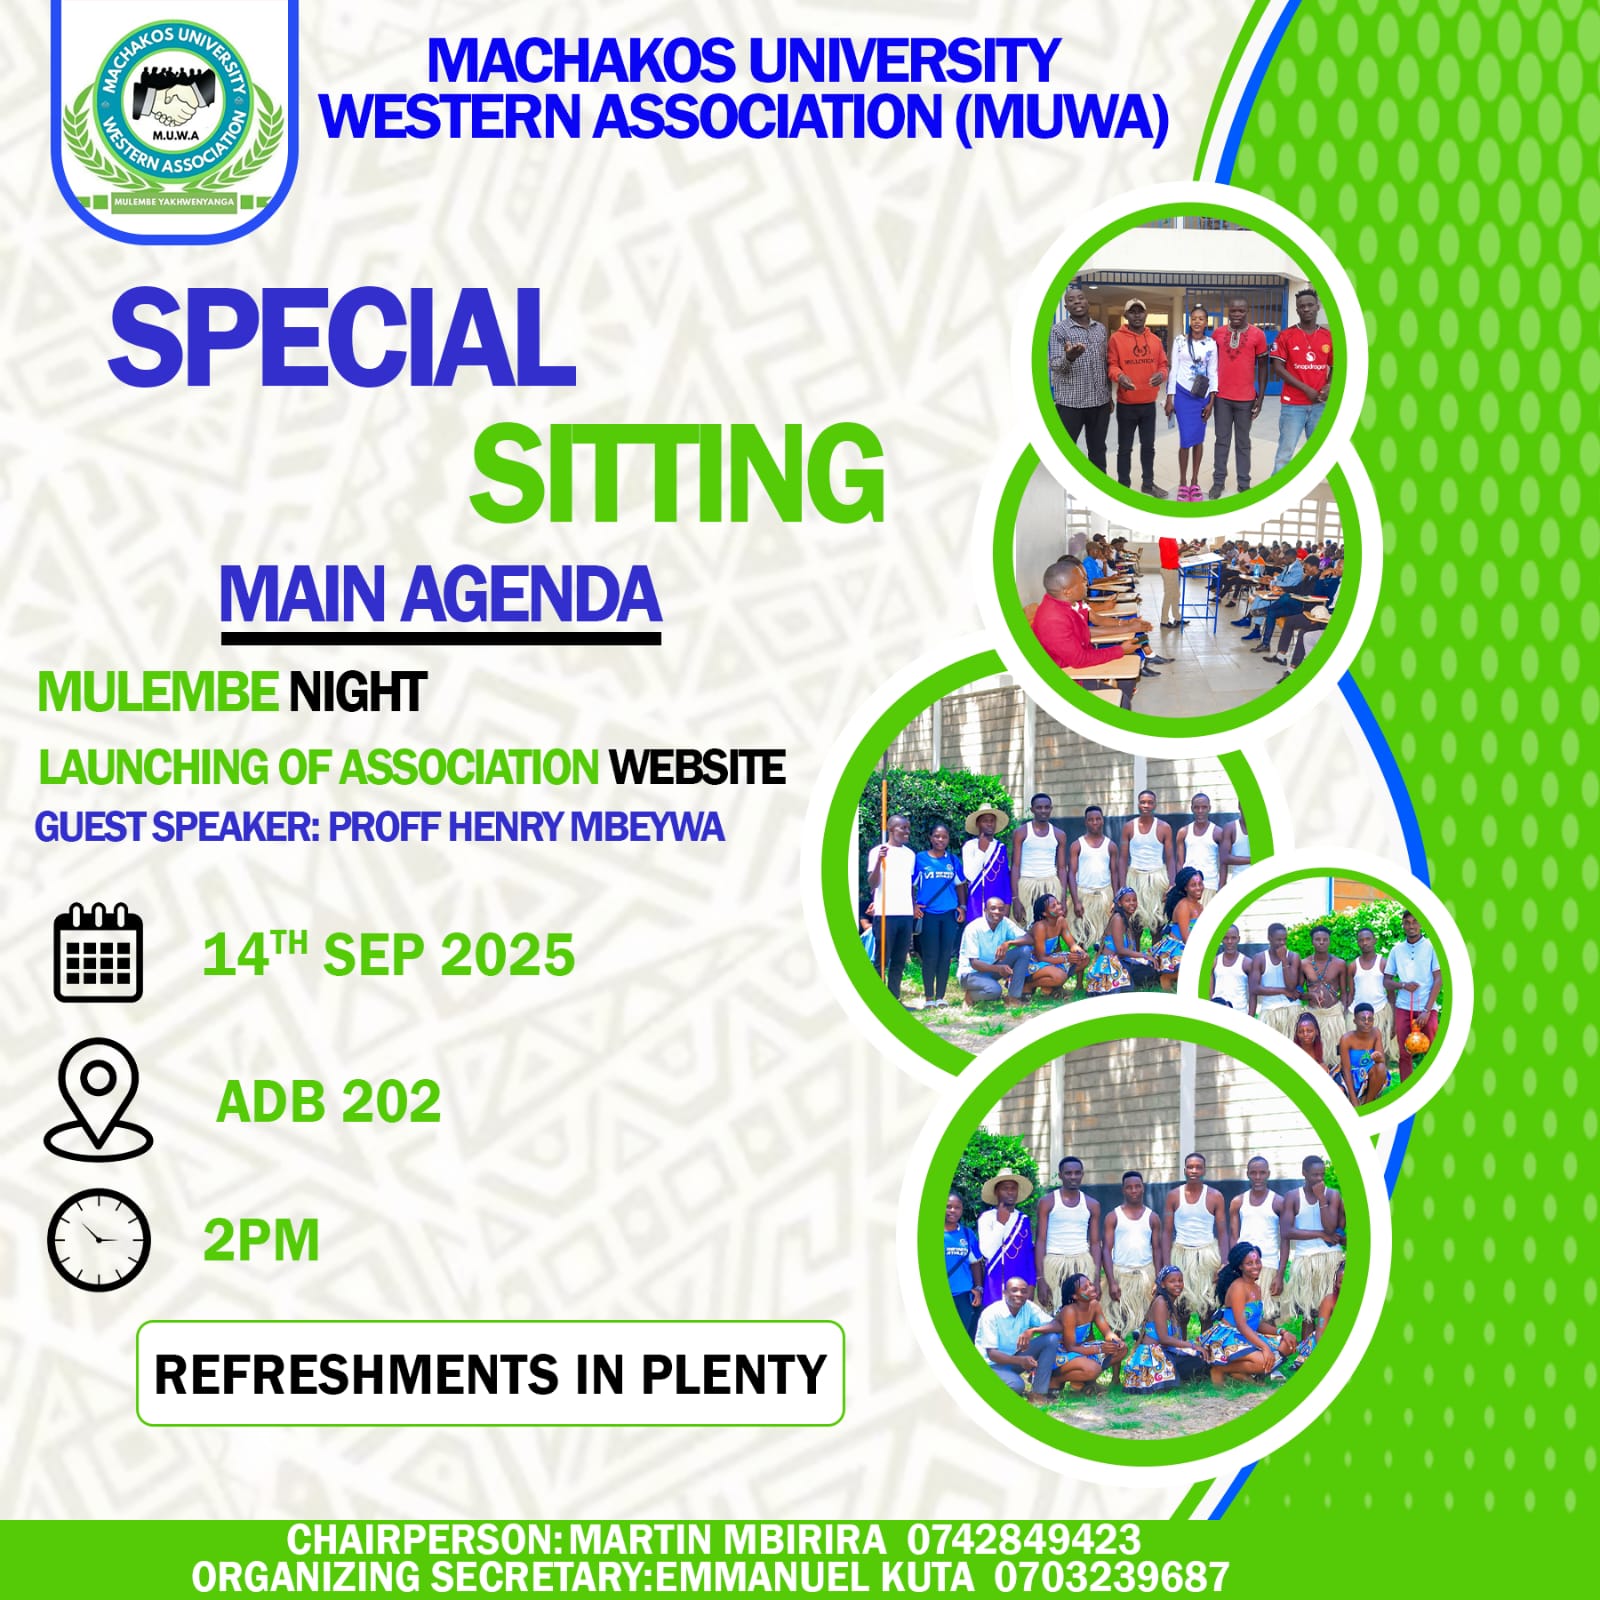 MACHAKOS UNIVERSITY
WESTERN ASSOCIATION
M.U.W.A
MULEMBE YAKHWENYANGA
MACHAKOS UNIVERSITY
WESTERN ASSOCIATION (MUWA)
SPECIAL
SITTING
MAIN AGENDA
MULEMBE NIGHT
LAUNCHING OF ASSOCIATION WEBSITE
GUEST SPEAKER: PROFF HENRY MBEYWA
14TH SEP 2025
ADB 202
2PM
REFRESHMENTS IN PLENTY
Snapdragon
CHAIRPERSON: MARTIN MBIRIRA 0742849423
ORGANIZING SECRETARY:EMMANUEL KUTA 0703239687